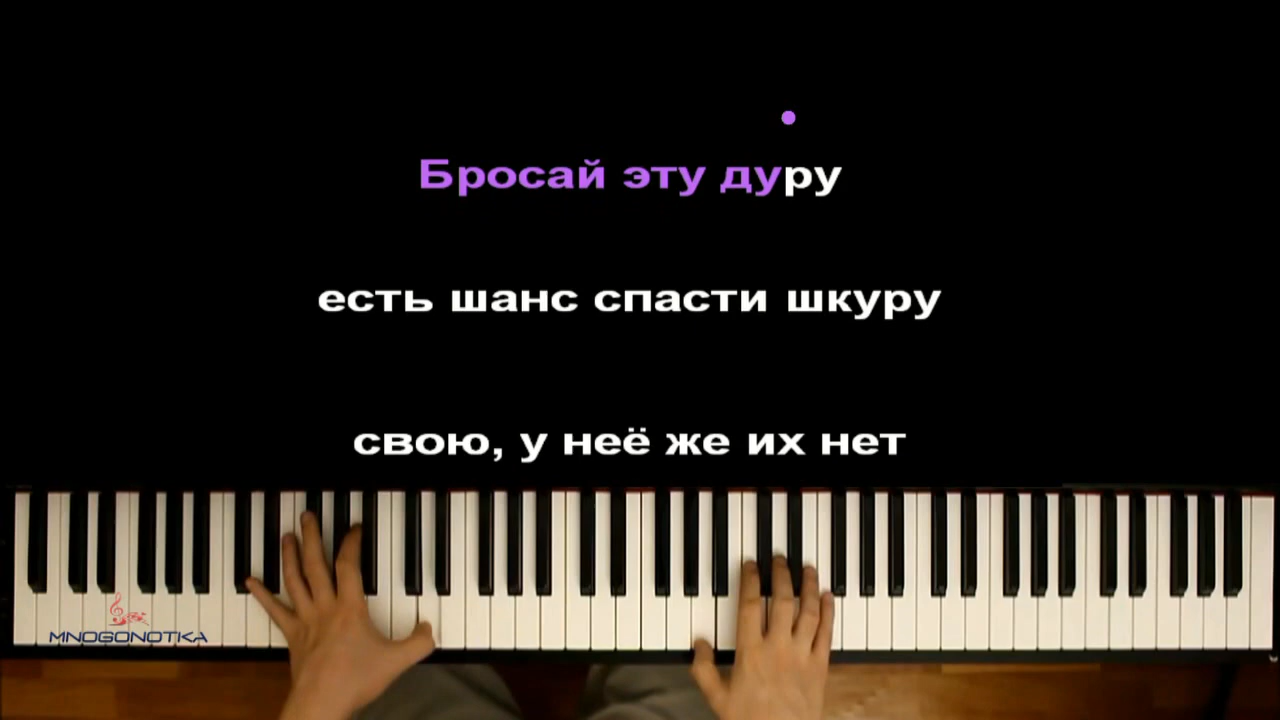 Бросай эту дуру
есть шанс спасти шкуру
свою, у неё же их нет
MNOGONOTKA